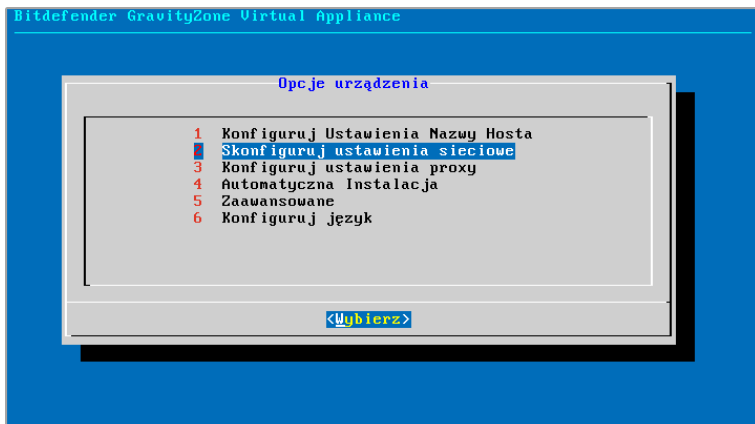 Bitdefender GravityZone Virtual Appliance
Opcje urządzenia
1 Konfiguruj Ustawienia Nazwy Hosta
2 Skonfiguruj ustawienia sieciowe
3 Konfiguruj ustawienia proxy
4 Automatyczna Instalacja
5 Zaawansowane
6 Konfiguruj język
<Wybierz>